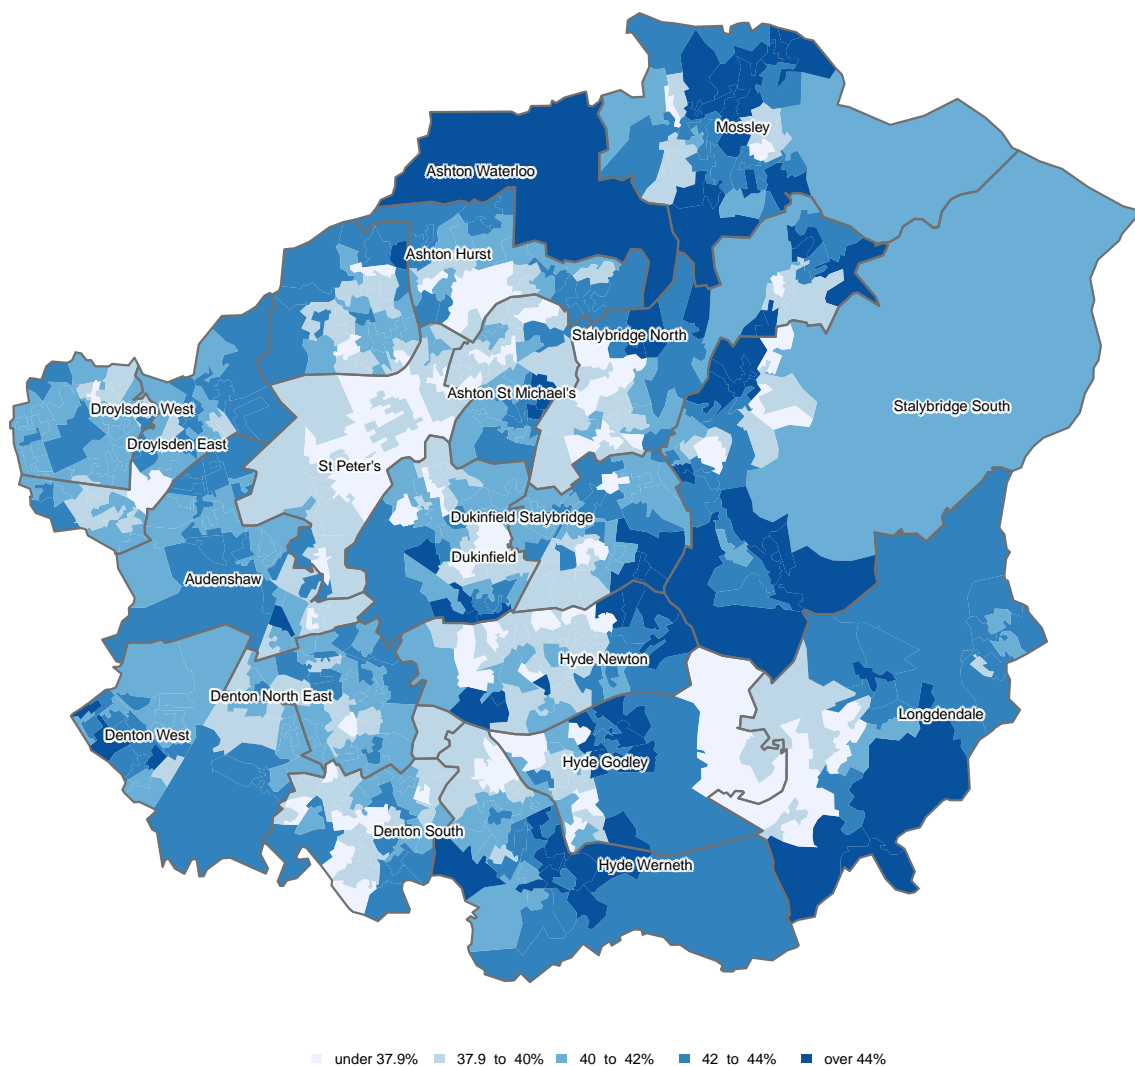 Mossley
Ashton Waterloo
Ashton Hurst
Stalybridge North
Ashton St Michael's
Stalybridge South
Droylsden West
Droylsden East
St Peter's
Dukinfield Stalybridge
Dukinfield
Audenshaw
Hyde Newton
Denton North East
Longdendale
Denton West
Hyde Godley
Denton South
Hyde Werneth
under 37.9% 37.9 to 40% 40 to 42% 42 to 44% over 44%